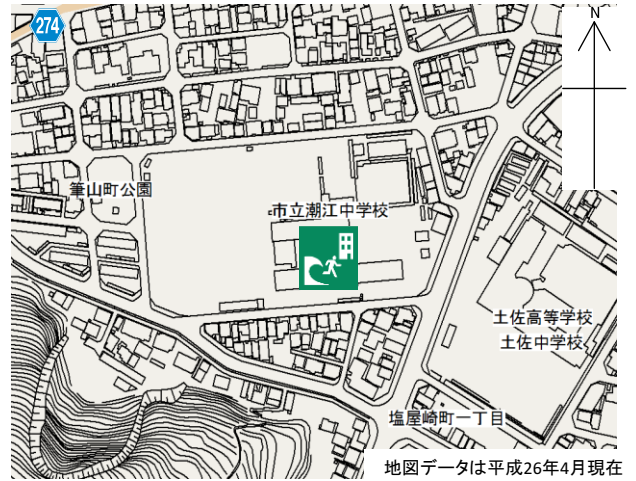 274
N
筆山町公園
市立潮江中学校
土佐高等学校
土佐中学校
塩屋崎町一丁目
地図データは平成26年4月現在